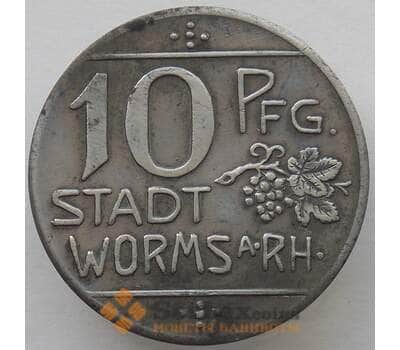 10 PFG.
STADT
WORMS A·RH·